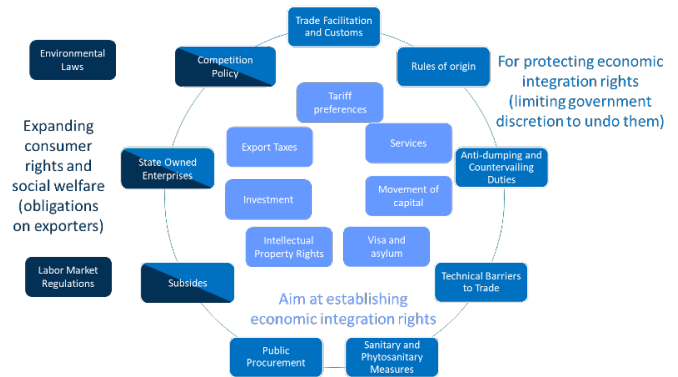 Trade Facilitation
and Customs
Environmental
Laws
Competition
Policy
Rules of origin
For protecting economic
integration rights
(limiting government
discretion to undo them)
Tariff
preferences
Expanding
consumer
rights and
social welfare
(obligations
on exporters)
Export Taxes
Services
State Owned
Enterprises
Anti-dumping and
Countervailing
Duties
Investment
Movement of
capital
Intellectual
Property Rights
Visa and
asylum
Labor Market
Regulations
Subsides
Technical Barriers
to Trade
Aim at establishing
economic integration rights
Public
Procurement
Sanitary and
Phytosanitary
Measures